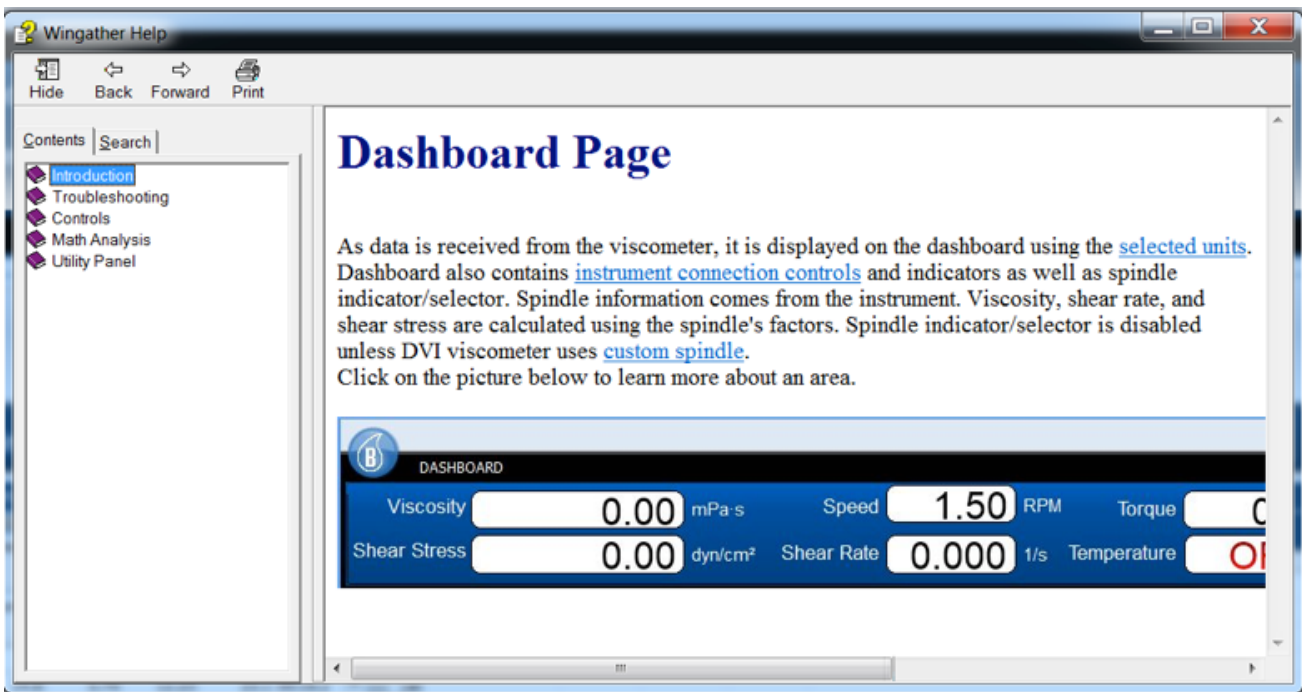 Wingather Help
Hide Back Forward Print
Contents Search
Introduction
Troubleshooting
Controls
Math Analysis
Utility Panel
Dashboard Page
As data is received from the viscometer, it is displayed on the dashboard using the selected units.
Dashboard also contains instrument connection controls and indicators as well as spindle
indicator/selector. Spindle information comes from the instrument. Viscosity, shear rate, and
shear stress are calculated using the spindle's factors. Spindle indicator/selector is disabled
unless DVI viscometer uses custom spindle.
Click on the picture below to learn more about an area.
B
DASHBOARD
Viscosity 0.00 mPa·s Speed 1.50 RPM Torque
Shear Stress 0.00 dyn/cm² Shear Rate 0.000 1/s Temperature